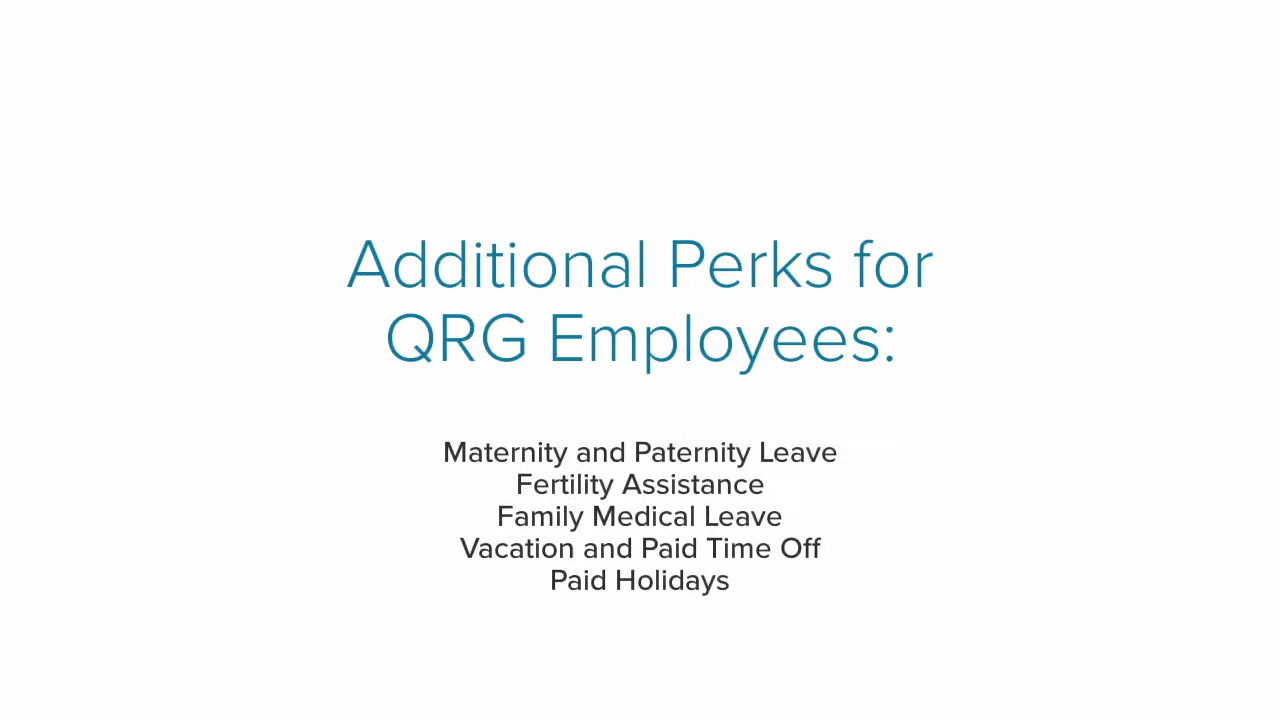 Additional Perks for
QRG Employees:
Maternity and Paternity Leave
Fertility Assistance
Family Medical Leave
Vacation and Paid Time Off
Paid Holidays